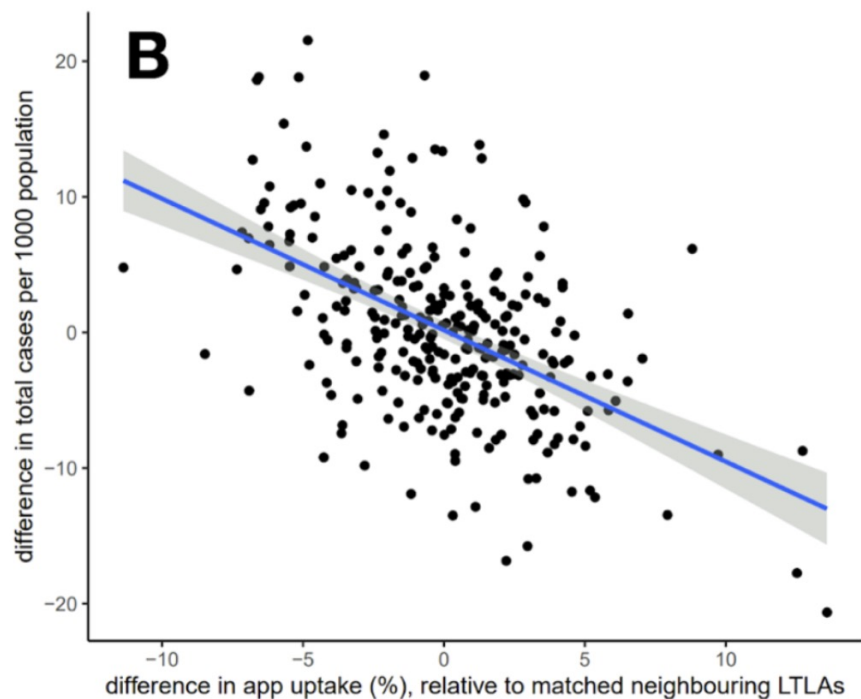 B
difference in total cases per 1000 population
20
10
0
−10
−20
−10 −5 0 5 10
difference in app uptake (%), relative to matched neighbouring LTLAs